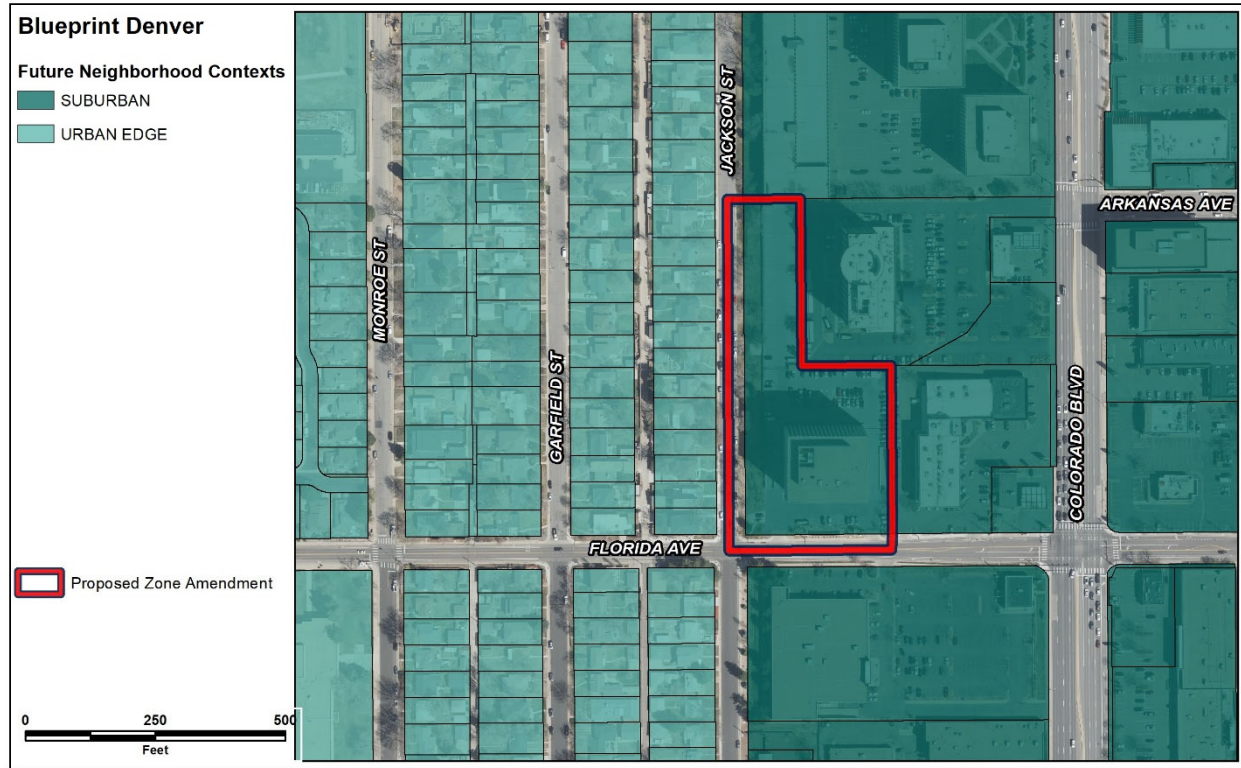 Blueprint Denver
Future Neighborhood Contexts
SUBURBAN
URBAN EDGE
JACKSON ST
ARKANSAS AVE
MONROE ST
GARFIELD ST
COLORADO BLVD
FLORIDA AVE
Proposed Zone Amendment
0 250 500
Feet